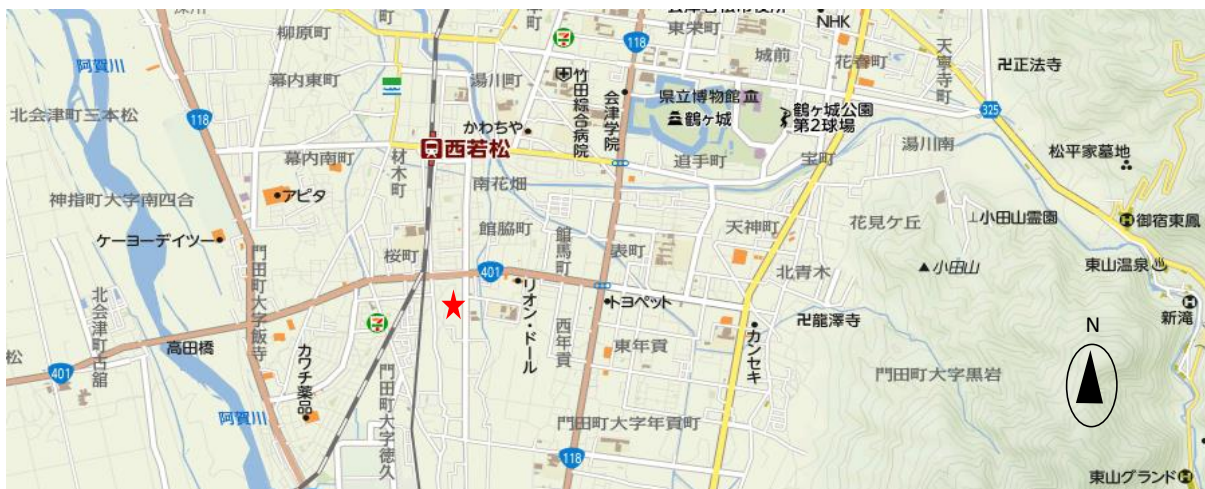 柳原町
118
東栄町
NHK
城前
花春町
天寧寺町
卍正法寺
阿賀川
幕内東町
湯川町
竹田綜合病院
会津学院
県立博物館
鶴ヶ城
鶴ヶ城公園
第2球場
325
北会津町三本松
118
かわちや
幕内南町
材木町
西若松
追手町
宝町
湯川南
松平家墓地
アピタ
南花畑
神指町大字南四合
館脇町
館馬町
天神町
花見ケ丘
小田山霊園
御宿東鳳
ケーヨーデイツー
桜町
表町
401
北青木
小田山
東山温泉
門田町大字飯寺
リオン・ドール
トヨペット
卍龍澤寺
新滝
N
北会津町古舘
高田橋
松
401
カワチ薬品
西年貢
東年貢
カンセキ
門田町大字黒岩
門田町大字徳久
阿賀川
門田町大字年貢町
118
東山グランド